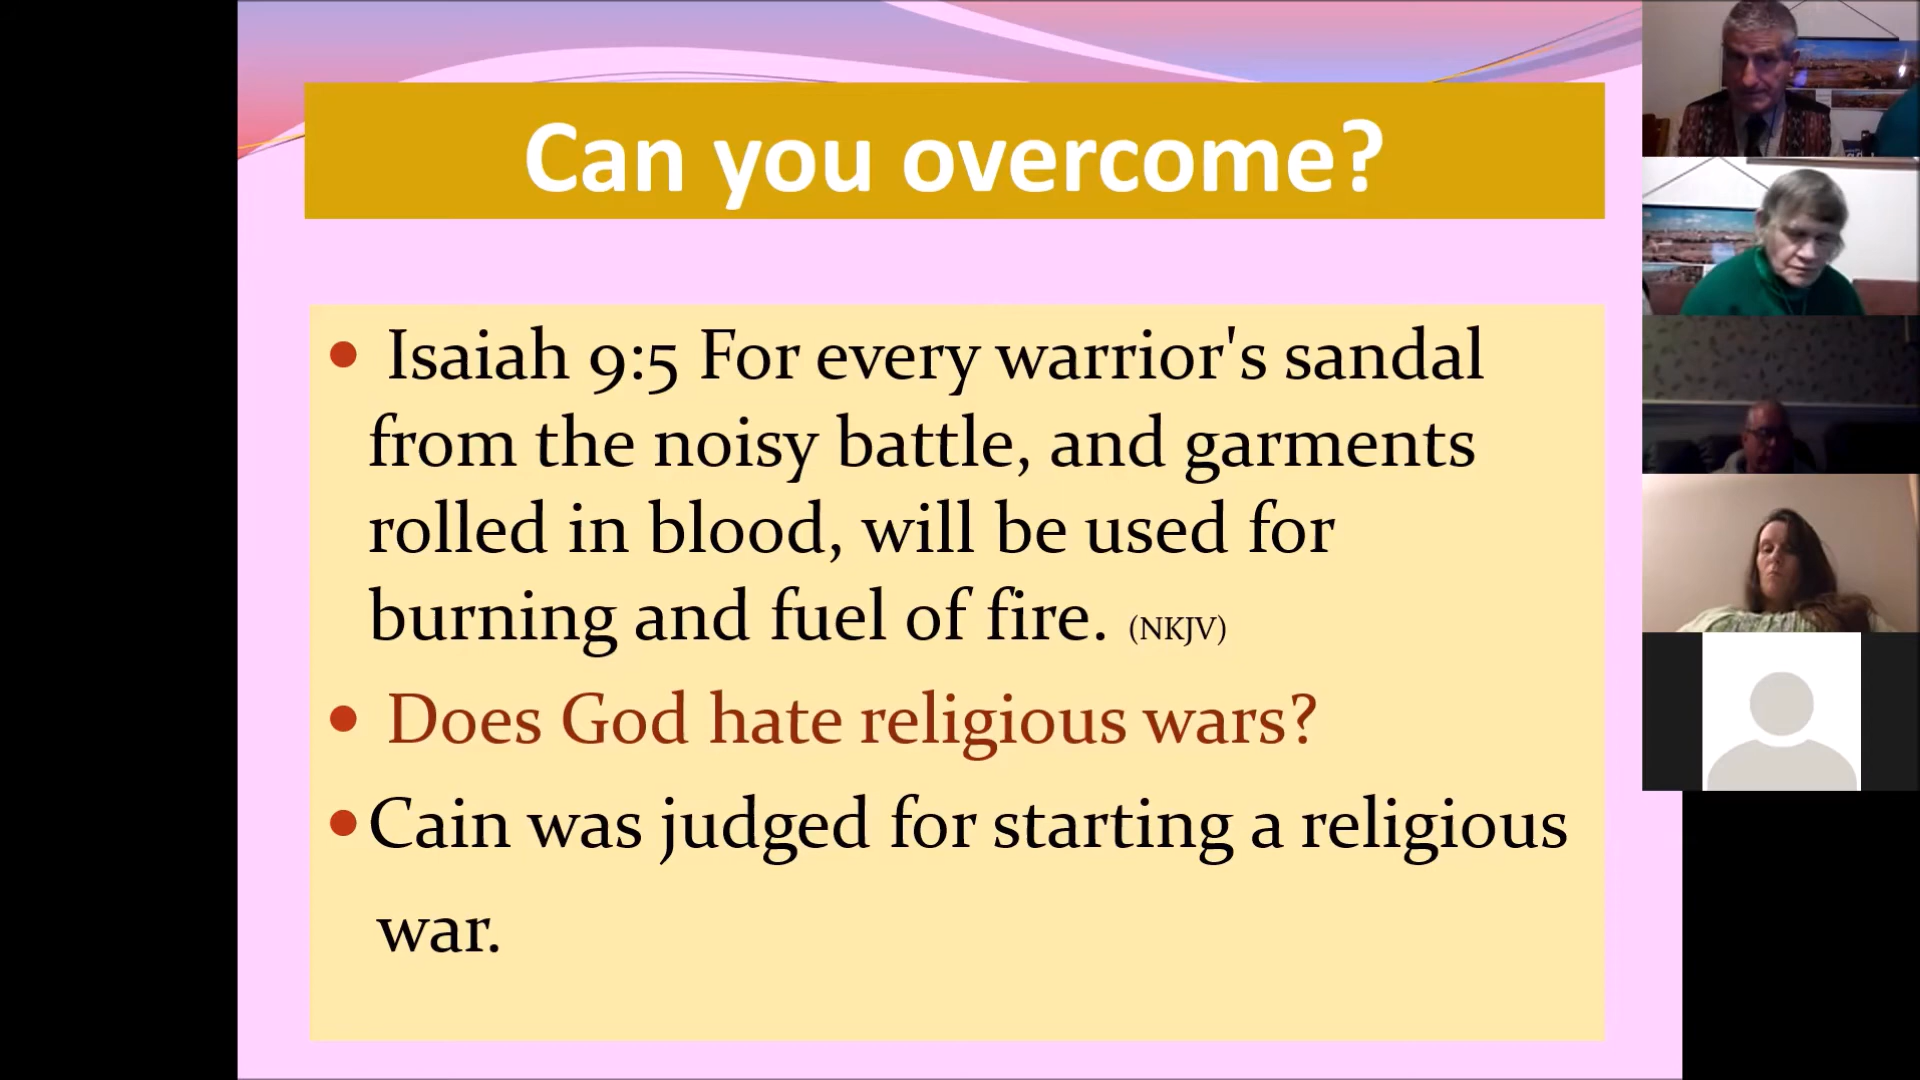 Can you overcome?
• Isaiah 9:5 For every warrior's sandal
from the noisy battle, and garments
rolled in blood, will be used for
burning and fuel of fire. (NKJV)
• Does God hate religious wars?
• Cain was judged for starting a religious
war.